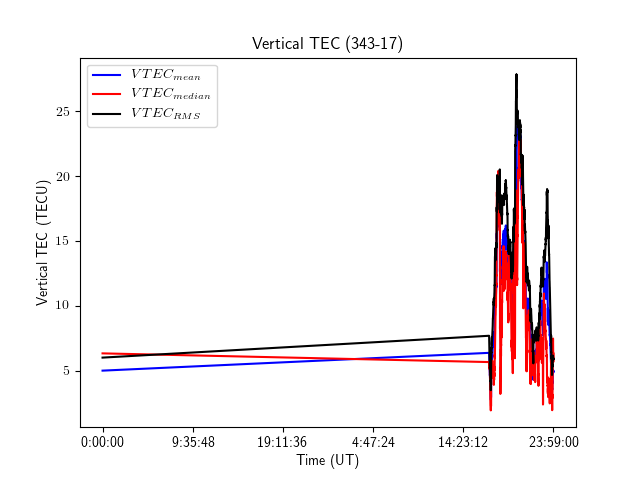 Vertical TEC (343-17)
VTEC_mean
VTEC_median
VTEC_RMS
25
20
15
10
5
Vertical TEC (TECU)
0:00:00 9:35:48 19:11:36 4:47:24 14:23:12 23:59:00
Time (UT)